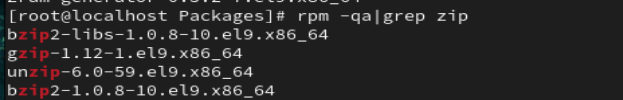 [root@localhost Packages]# rpm -qa|grep zip
bzip2-libs-1.0.8-10.el9.x86_64
gzip-1.12-1.el9.x86_64
unzip-6.0-59.el9.x86_64
bzip2-1.0.8-10.el9.x86_64